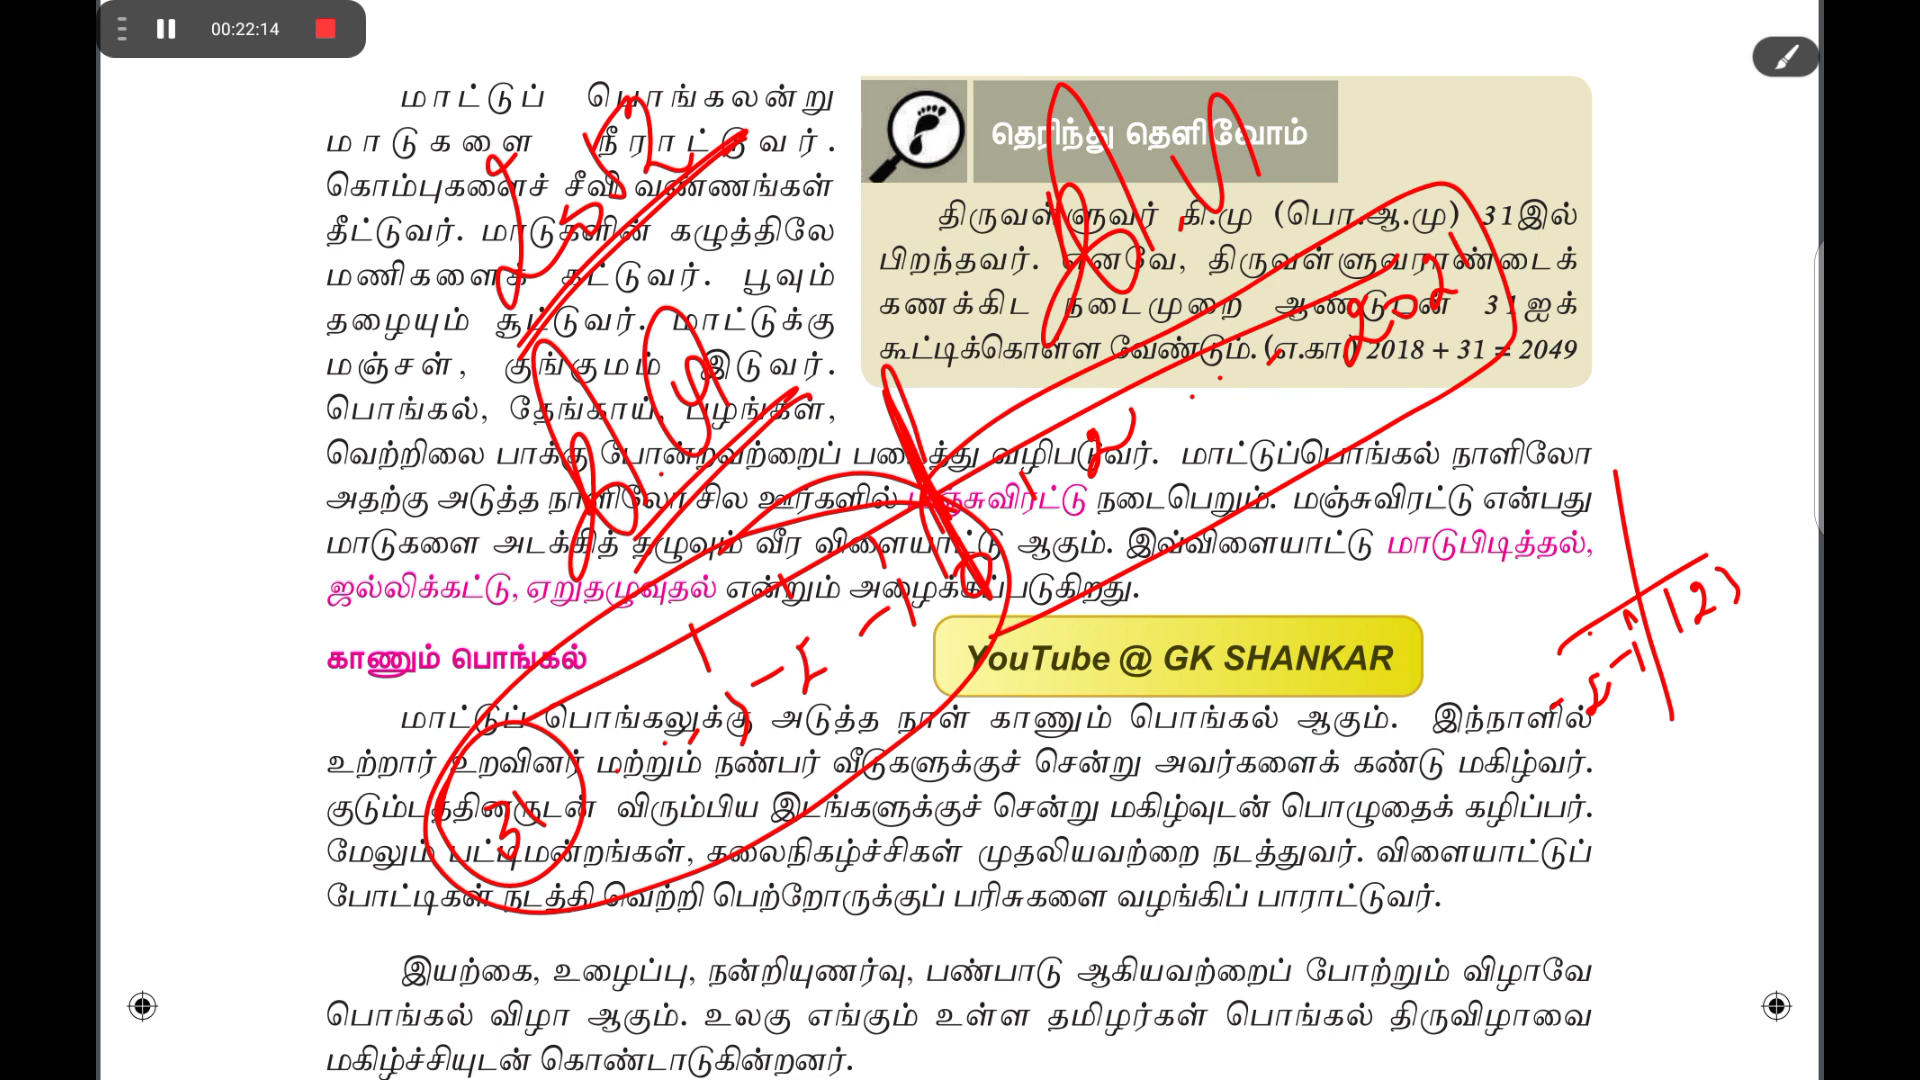 00:22:14
மாட்டுப் பொங்கலன்று
மாடுகளை நீராட்டுவர்.
கொம்புகளைச் சீவி வண்ணங்கள்
தீட்டுவர். மாடுகளின் கழுத்திலே
மணிகளைக் கட்டுவர். பூவும்
தழையும் சூட்டுவர். மாட்டுக்கு
மஞ்சள், குங்குமம் இடுவர்.
பொங்கல், தேங்காய், பழங்கள்,
வெற்றிலை பாக்கு போன்றவற்றைப் படைத்து வழிபடுவர். மாட்டுப்பொங்கல் நாளிலோ
அதற்கு அடுத்த நாளிலோ சில ஊர்களில் மஞ்சுவிரட்டு நடைபெறும். மஞ்சுவிரட்டு என்பது
மாடுகளை அடக்கித் தழுவும் வீர விளையாட்டு ஆகும். இவ்விளையாட்டு மாடுபிடித்தல்,
ஜல்லிக்கட்டு, ஏறுதழுவுதல் என்றும் அழைக்கப்படுகிறது.
தெரிந்து தெளிவோம்
திருவள்ளுவர் கி.மு (பொ.ஆ.மு) 31இல்
பிறந்தவர். எனவே, திருவள்ளுவராண்டைக்
கணக்கிட நடைமுறை ஆண்டுடன் 31ஐக்
கூட்டிக்கொள்ள வேண்டும். (எ.கா) 2018 + 31 = 2049
காணும் பொங்கல்
YouTube @ GK SHANKAR
மாட்டுப் பொங்கலுக்கு அடுத்த நாள் காணும் பொங்கல் ஆகும். இந்நாளில்
உற்றார் உறவினர் மற்றும் நண்பர் வீடுகளுக்குச் சென்று அவர்களைக் கண்டு மகிழ்வர்.
குடும்பத்தினருடன் விரும்பிய இடங்களுக்குச் சென்று மகிழ்வுடன் பொழுதைக் கழிப்பர்.
மேலும் பட்டிமன்றங்கள், கலைநிகழ்ச்சிகள் முதலியவற்றை நடத்துவர். விளையாட்டுப்
போட்டிகள் நடத்தி வெற்றி பெற்றோருக்குப் பரிசுகளை வழங்கிப் பாராட்டுவர்.
இயற்கை, உழைப்பு, நன்றியுணர்வு, பண்பாடு ஆகியவற்றைப் போற்றும் விழாவே
பொங்கல் விழா ஆகும். உலகு எங்கும் உள்ள தமிழர்கள் பொங்கல் திருவிழாவை
மகிழ்ச்சியுடன் கொண்டாடுகின்றனர்.
2052
2021
31